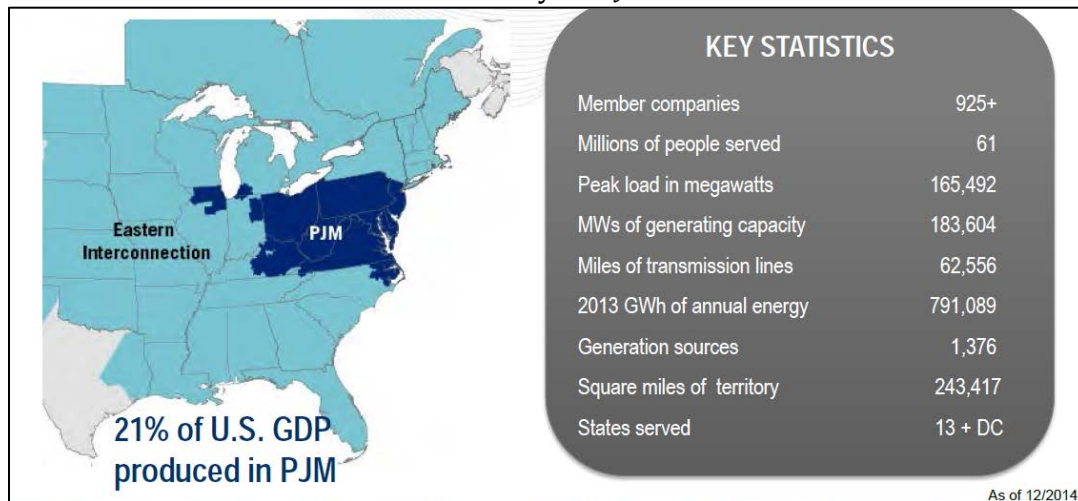 Eastern
Interconnection
PJM
21% of U.S. GDP
produced in PJM
KEY STATISTICS
Member companies 925+
Millions of people served 61
Peak load in megawatts 165,492
MWs of generating capacity 183,604
Miles of transmission lines 62,556
2013 GWh of annual energy 791,089
Generation sources 1,376
Square miles of territory 243,417
States served 13 + DC
As of 12/2014